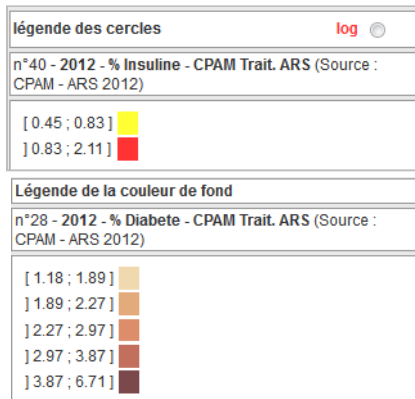 légende des cercles log
n°40 - 2012 - % Insuline - CPAM Trait. ARS (Source :
CPAM - ARS 2012)
[ 0.45 ; 0.83 ]
] 0.83 ; 2.11 ]
Légende de la couleur de fond
n°28 - 2012 - % Diabete - CPAM Trait. ARS (Source :
CPAM - ARS 2012)
[ 1.18 ; 1.89 ]
] 1.89 ; 2.27 ]
] 2.27 ; 2.97 ]
] 2.97 ; 3.87 ]
] 3.87 ; 6.71 ]